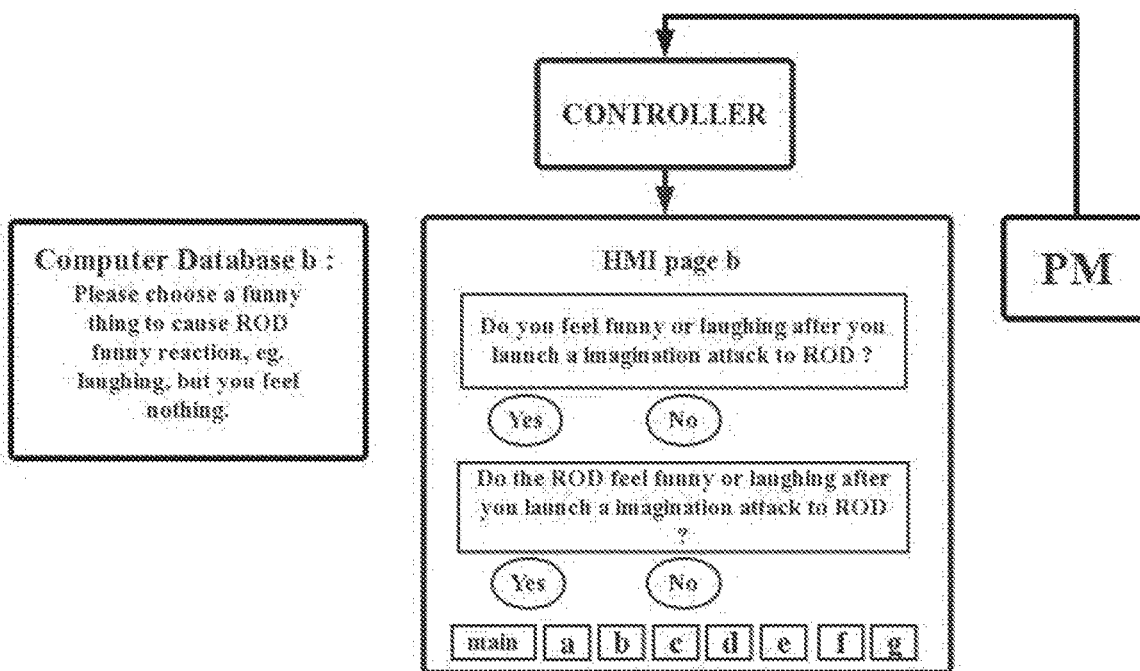 CONTROLLER
Computer Database b :
Please choose a funny
thing to cause ROD
funny reaction, eg.
laughing, but you feel
nothing.
HMI page b
Do you feel funny or laughing after you
launch a imagination attack to ROD ?
Yes No
Do the ROD feel funny or laughing after
you launch a imagination attack to ROD
?
Yes No
main a b c d e f g
PM